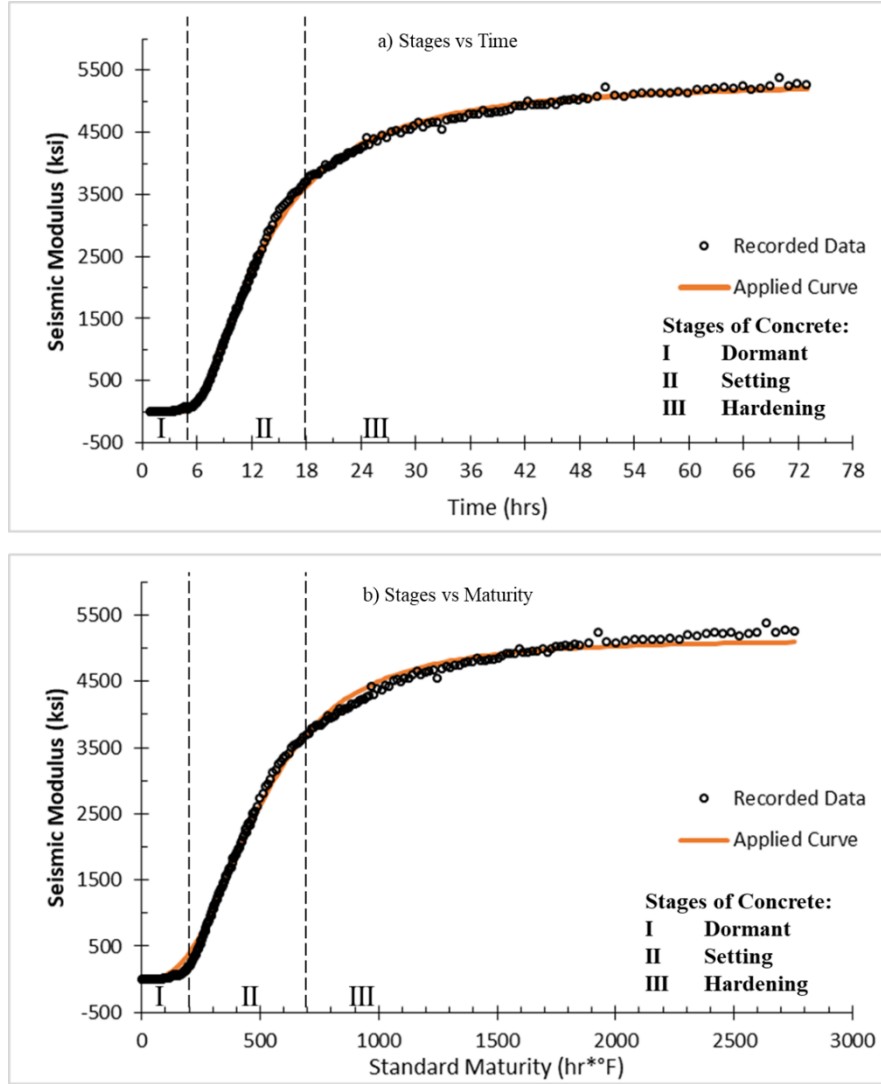 a) Stages vs Time
5500
4500
3500
2500
1500
500
-500
Seismic Modulus (ksi)
Recorded Data
Applied Curve
Stages of Concrete:
I Dormant
II Setting
III Hardening
I II III
0 6 12 18 24 30 36 42 48 54 60 66 72 78
Time (hrs)
b) Stages vs Maturity
5500
4500
3500
2500
1500
500
-500
Seismic Modulus (ksi)
Recorded Data
Applied Curve
Stages of Concrete:
I Dormant
II Setting
III Hardening
I II III
0 500 1000 1500 2000 2500 3000
Standard Maturity (hr*°F)